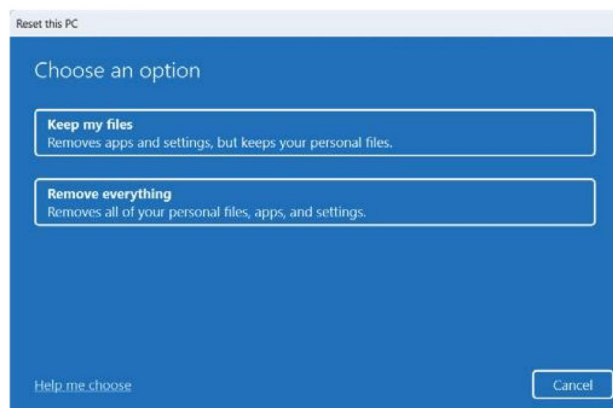 Reset this PC
Choose an option
Keep my files
Removes apps and settings, but keeps your personal files.
Remove everything
Removes all of your personal files, apps, and settings.
Help me choose
Cancel